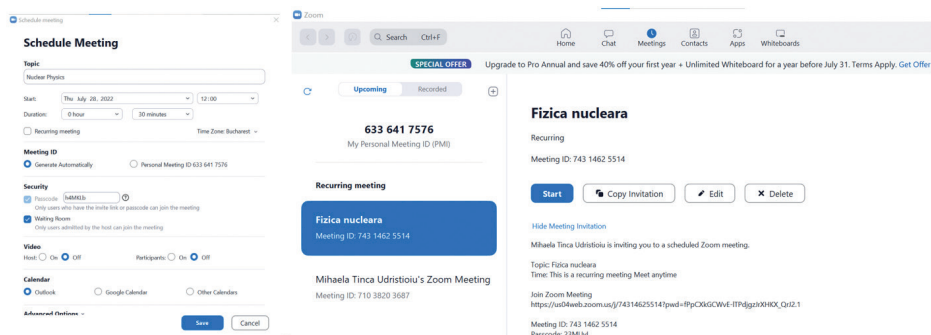 Schedule meeting
Schedule Meeting
Topic
Nuclear Physics
Start: Thu July 28, 2022 12:00
Duration: 0 hour 30 minutes
Recurring meeting Time Zone: Bucharest
Meeting ID
Generate Automatically Personal Meeting ID 633 641 7576
Security
Passcode
Only users who have the invite link or passcode can join the meeting
Waiting Room
Only users admitted by the host can join the meeting
Video
Host: On Off Participants: On Off
Calendar
Outlook Google Calendar Other Calendars
Advanced Options
Save Cancel
Zoom
Search Ctrl+F
Home Chat Meetings Contacts Apps Whiteboards
SPECIAL OFFER Upgrade to Pro Annual and save 40% off your first year + Unlimited Whiteboard for a year before July 31. Terms Apply. Get Offer
Upcoming Recorded
633 641 7576
My Personal Meeting ID (PMI)
Recurring meeting
Fizica nucleara
Meeting ID: 743 1462 5514
Mihaela Tinca Udristioiu's Zoom Meeting
Meeting ID: 710 3820 3687
Fizica nucleara
Recurring
Meeting ID: 743 1462 5514
Start Copy Invitation Edit Delete
Hide Meeting Invitation
Mihaela Tinca Udristioiu is inviting you to a scheduled Zoom meeting.
Topic: Fizica nucleara
Time: This is a recurring meeting Meet anytime
Join Zoom Meeting
Meeting ID: 743 1462 5514
Passcode: